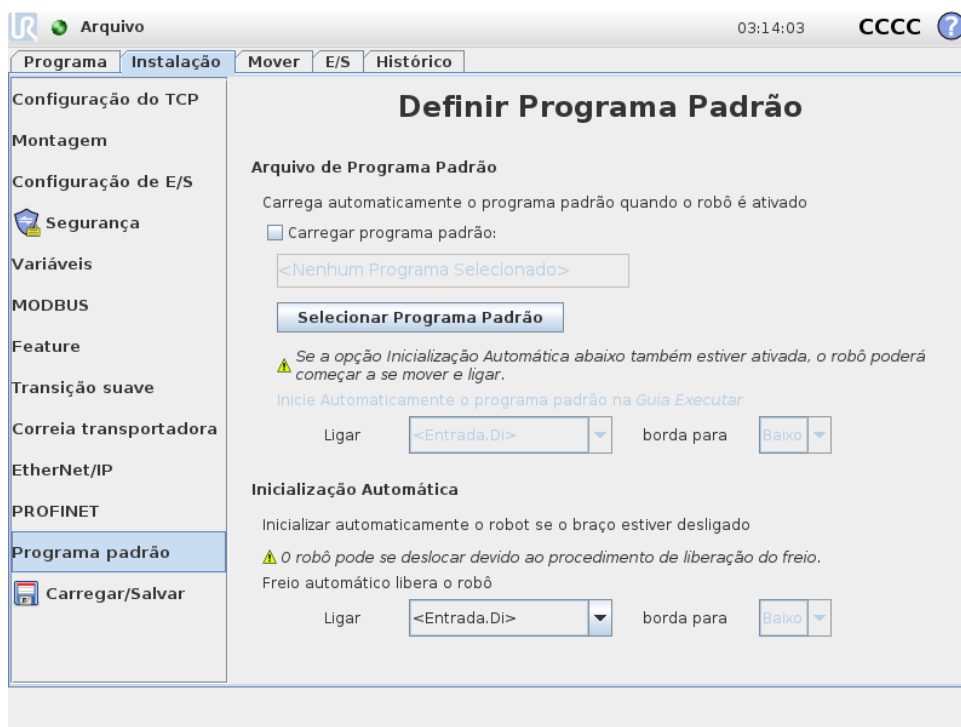 UR Arquivo 03:14:03 CCCC ?
Programa Instalação Mover E/S Histórico
Configuração do TCP
Montagem
Configuração de E/S
Segurança
Variáveis
MODBUS
Feature
Transição suave
Correia transportadora
EtherNet/IP
PROFINET
Programa padrão
Carregar/Salvar
Definir Programa Padrão
Arquivo de Programa Padrão
Carrega automaticamente o programa padrão quando o robô é ativado
Carregar programa padrão:
<Nenhum Programa Selecionado>
Selecionar Programa Padrão
Se a opção Inicialização Automática abaixo também estiver ativada, o robô poderá
começar a se mover e ligar.
Inicie Automaticamente o programa padrão na Guia Executar
Ligar <Entrada.Di> borda para Baixo
Inicialização Automática
Inicializar automaticamente o robot se o braço estiver desligado
O robô pode se deslocar devido ao procedimento de liberação do freio.
Freio automático libera o robô
Ligar <Entrada.Di> borda para Baixo